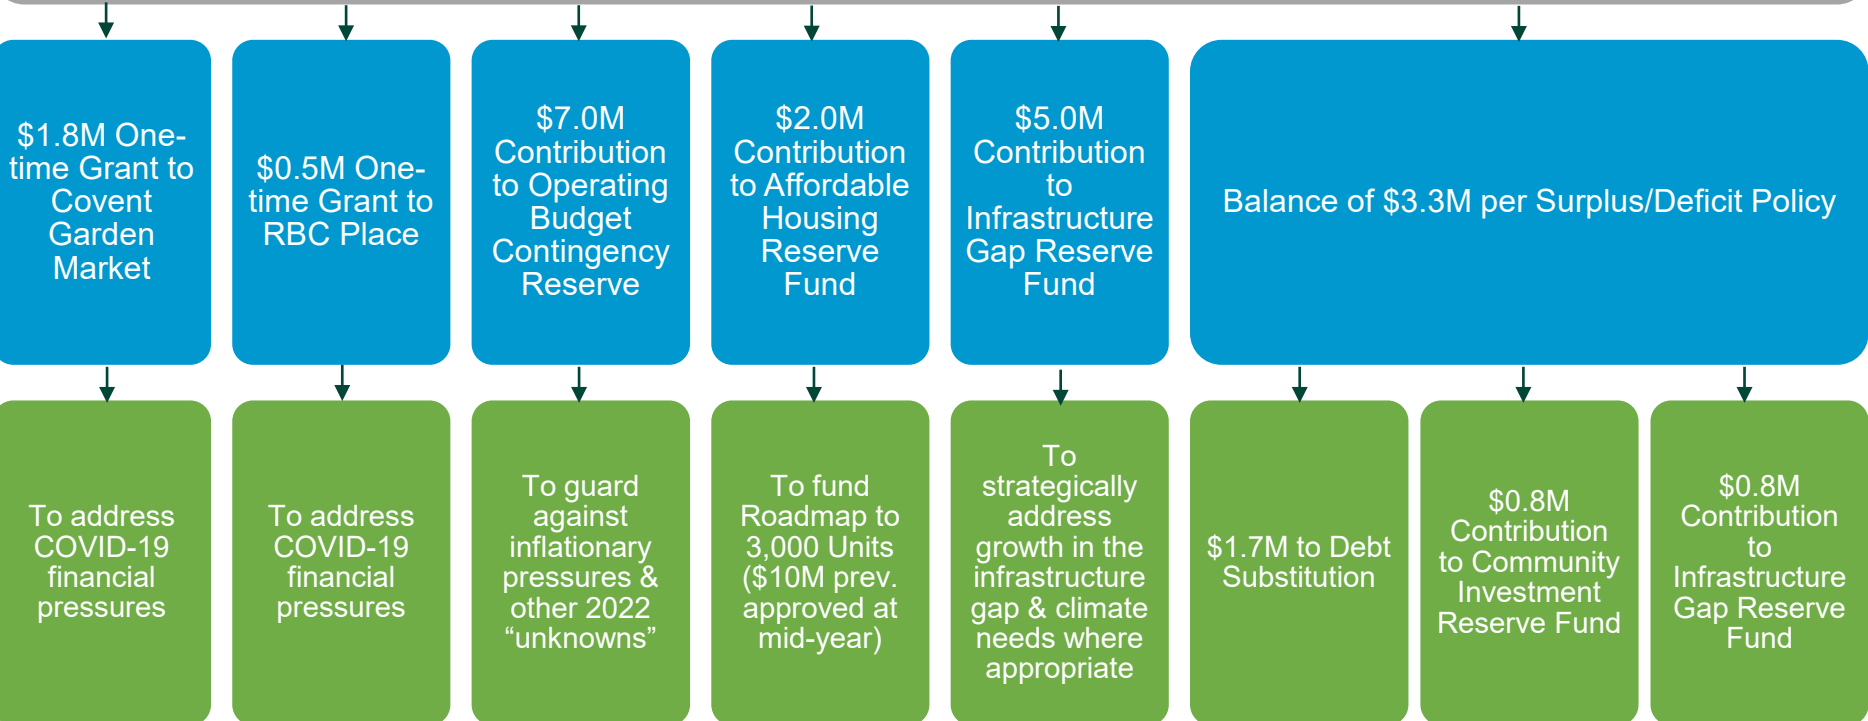 $1.8M One-
time Grant to
Covent
Garden
Market
$0.5M One-
time Grant to
RBC Place
$7.0M
Contribution
to Operating
Budget
Contingency
Reserve
$2.0M
Contribution
to Affordable
Housing
Reserve
Fund
$5.0M
Contribution
to
Infrastructure
Gap Reserve
Fund
Balance of $3.3M per Surplus/Deficit Policy
To address
COVID-19
financial
pressures
To address
COVID-19
financial
pressures
To guard
against
inflationary
pressures &
other 2022
“unknowns”
To fund
Roadmap to
3,000 Units
($10M prev.
approved at
mid-year)
To
strategically
address
growth in the
infrastructure
gap & climate
needs where
appropriate
$1.7M to Debt
Substitution
$0.8M
Contribution
to Community
Investment
Reserve Fund
$0.8M
Contribution
to
Infrastructure
Gap Reserve
Fund